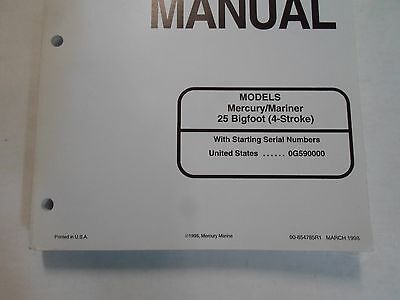 MANUAL
MODELS
Mercury/Mariner
25 Bigfoot (4-Stroke)
With Starting Serial Numbers
United States ...... 0G590000
Printed in U.S.A. ©1998, Mercury Marine 90-854785R1 MARCH 1998